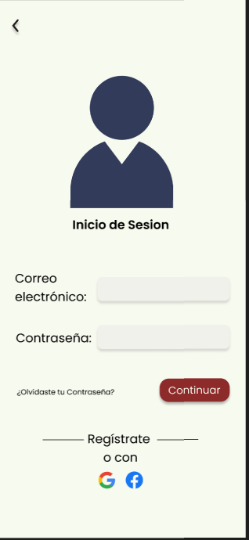 Inicio de Sesion
Correo
electrónico:
Contraseña:
¿Olvidaste tu Contraseña?
Continuar
Regístrate
o con